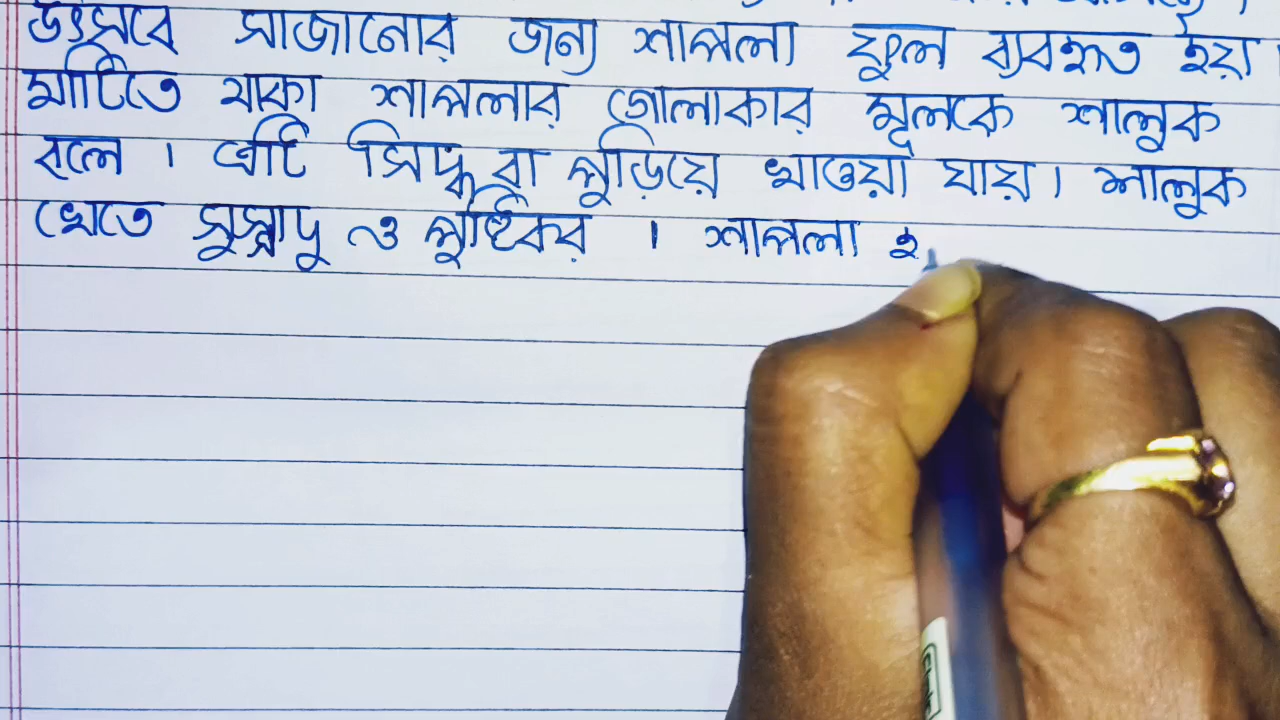 উৎসবে সাজানোর জন্য শাপলা ফুল ব্যবহৃত হয়।
মাটিতে থাকা শাপলার গোলাকার মূলকে শালুক
বলে । এটি সিদ্ধ বা পুড়িয়ে খাওয়া যায়। শালুক
খেতে সুস্বাদু ও পুষ্টিকর । শাপলা হ